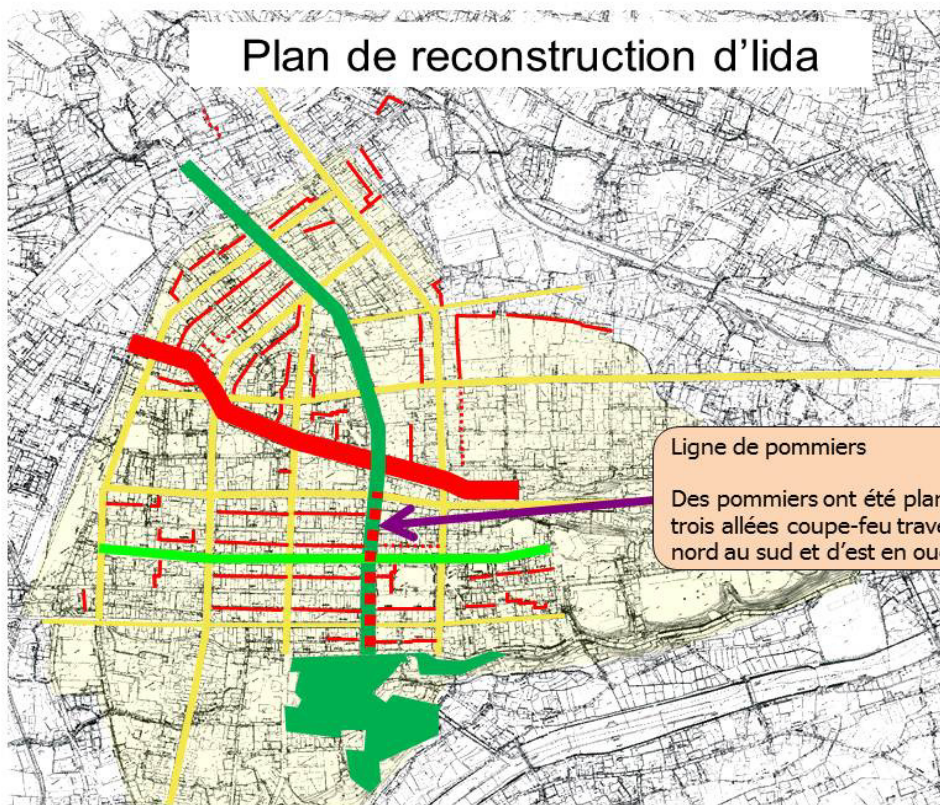 Plan de reconstruction d'Iida
Ligne de pommiers
Des pommiers ont été plan
trois allées coupe-feu trave
nord au sud et d'est en ou